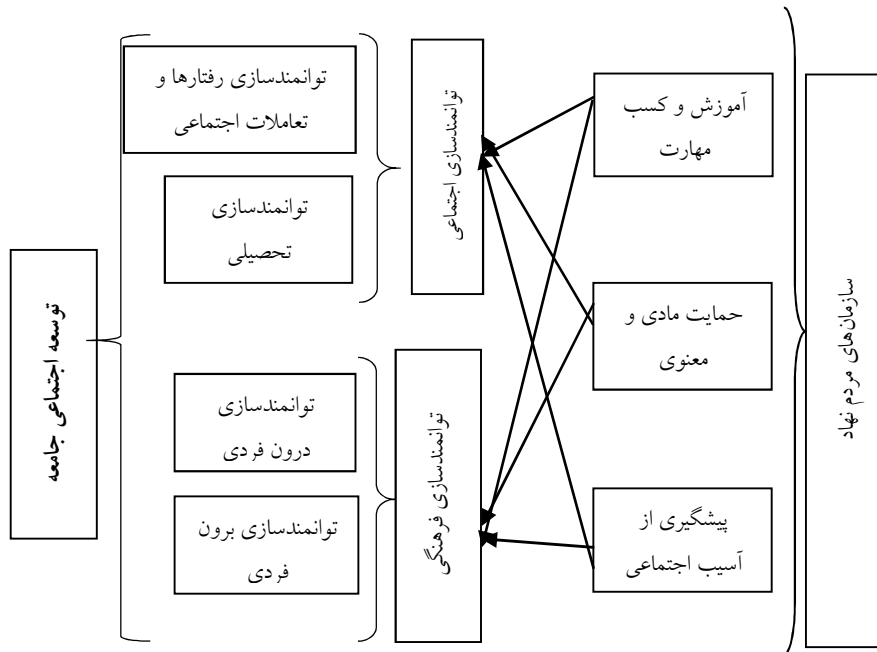 سازمان‌های مردم نهاد
آموزش و کسب
مهارت
حمایت مادی و
معنوی
پیشگیری از
آسیب اجتماعی
توانمندسازی اجتماعی
توانمندسازی فرهنگی
توانمندسازی رفتارها و
تعاملات اجتماعی
توانمندسازی
تحصیلی
توانمندسازی
درون فردی
توانمندسازی برون
فردی
توسعه اجتماعی جامعه